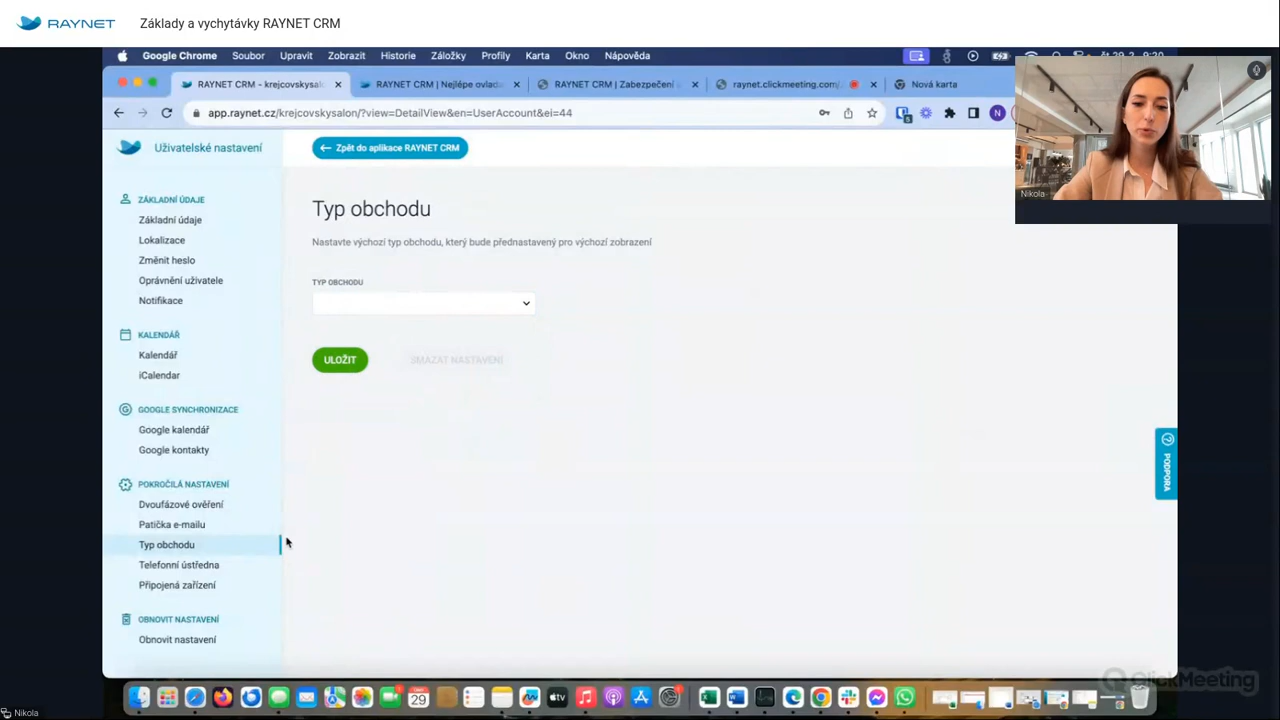 RAYNET
Základy a vychytávky RAYNET CRM
Google Chrome Soubor Upravit Zobrazit Historie Záložky Profily Karta Okno Nápověda
RAYNET CRM - krejcovskysalon
RAYNET CRM | Nejlépe ovlada
RAYNET CRM | Zabezpečení
raynet.clickmeeting.com/
Nová karta
app.raynet.cz/krejcovskysalon/?view=DetailView&en=UserAccount&ei=44
Nikola
Uživatelské nastavení
Zpět do aplikace RAYNET CRM
ZÁKLADNÍ ÚDAJE
Základní údaje
Lokalizace
Změnit heslo
Oprávnění uživatele
Notifikace
KALENDÁŘ
Kalendář
iCalendar
GOOGLE SYNCHRONIZACE
Google kalendář
Google kontakty
POKROČILÁ NASTAVENÍ
Dvoufázové ověření
Patička e-mailu
Typ obchodu
Telefonní ústředna
Připojená zařízení
OBNOVIT NASTAVENÍ
Obnovit nastavení
Typ obchodu
Nastavte výchozí typ obchodu, který bude přednastavený pro výchozí zobrazení
TYP OBCHODU
ULOŽIT
SMAZAT NASTAVENÍ
PODPORA
ClickMeeting
29
tv
Nikola